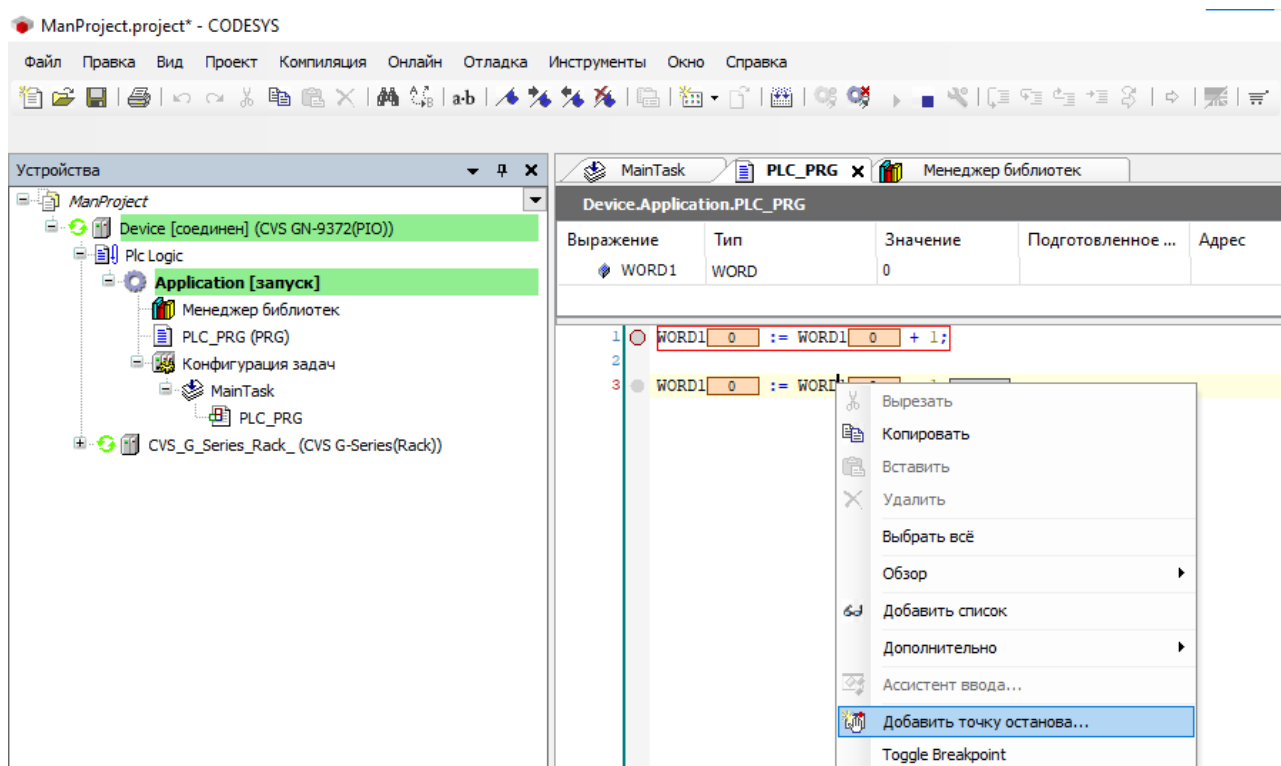 ManProject.project* - CODESYS
Файл Правка Вид Проект Компиляция Онлайн Отладка Инструменты Окно Справка
Устройства
ManProject
Device [соединен] (CVS GN-9372(PIO))
Plc Logic
Application [запуск]
Менеджер библиотек
PLC_PRG (PRG)
Конфигурация задач
MainTask
PLC_PRG
CVS_G_Series_Rack_ (CVS G-Series(Rack))
MainTask PLC_PRG Менеджер библиотек
Device.Application.PLC_PRG
Выражение Тип Значение Подготовленное ... Адрес
WORD1 WORD 0
1 WORD1 0 := WORD1 0 + 1;
2
3 WORD1 0 :=
Вырезать
Копировать
Вставить
Удалить
Выбрать всё
Обзор
Добавить список
Дополнительно
Ассистент ввода...
Добавить точку останова...
Toggle Breakpoint